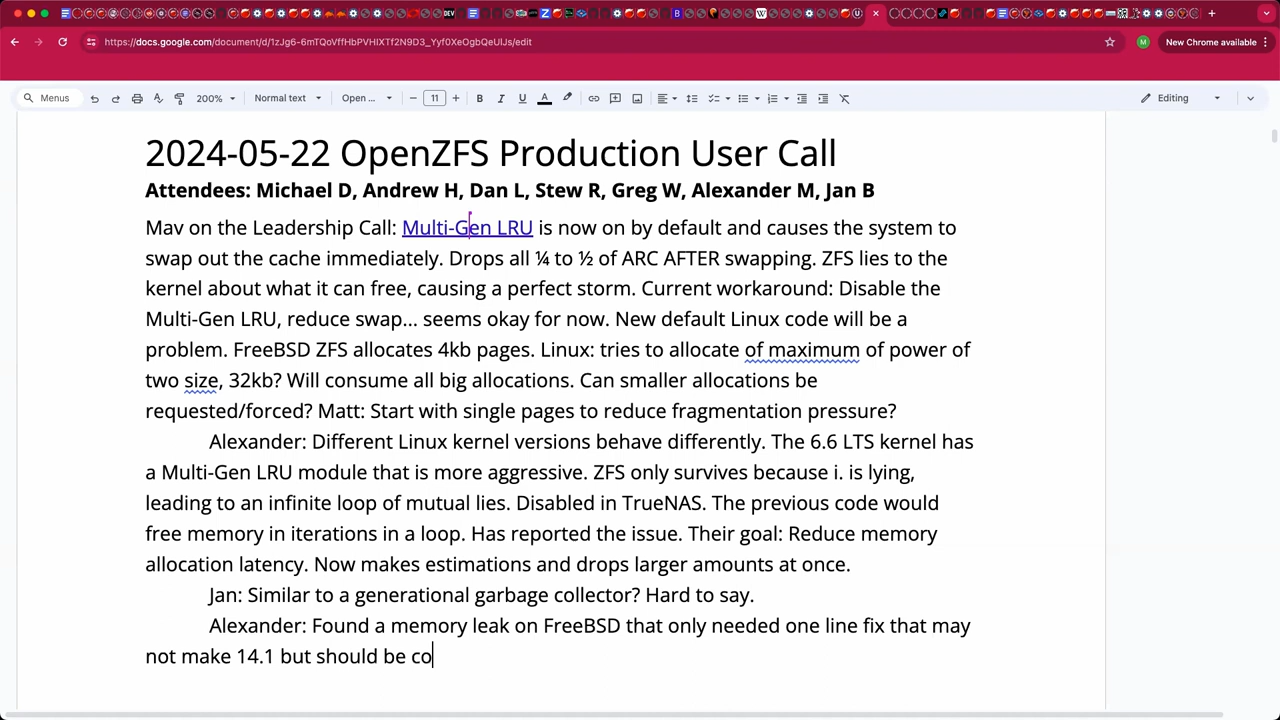 DEV
https://docs.google.com/document/d/1zJg6-6mTQoVffHbPVHIXTf2N9D3_Yyf0XeOgbQeUIJs/edit
M
New Chrome available
Menus
200%
Normal text
Open ...
11
B
I
U
A
Editing
2024-05-22 OpenZFS Production User Call
Attendees: Michael D, Andrew H, Dan L, Stew R, Greg W, Alexander M, Jan B
Mav on the Leadership Call: Multi-Gen LRU is now on by default and causes the system to
swap out the cache immediately. Drops all ¼ to ½ of ARC AFTER swapping. ZFS lies to the
kernel about what it can free, causing a perfect storm. Current workaround: Disable the
Multi-Gen LRU, reduce swap... seems okay for now. New default Linux code will be a
problem. FreeBSD ZFS allocates 4kb pages. Linux: tries to allocate of maximum of power of
two size, 32kb? Will consume all big allocations. Can smaller allocations be
requested/forced? Matt: Start with single pages to reduce fragmentation pressure?
Alexander: Different Linux kernel versions behave differently. The 6.6 LTS kernel has
a Multi-Gen LRU module that is more aggressive. ZFS only survives because i. is lying,
leading to an infinite loop of mutual lies. Disabled in TrueNAS. The previous code would
free memory in iterations in a loop. Has reported the issue. Their goal: Reduce memory
allocation latency. Now makes estimations and drops larger amounts at once.
Jan: Similar to a generational garbage collector? Hard to say.
Alexander: Found a memory leak on FreeBSD that only needed one line fix that may
not make 14.1 but should be co